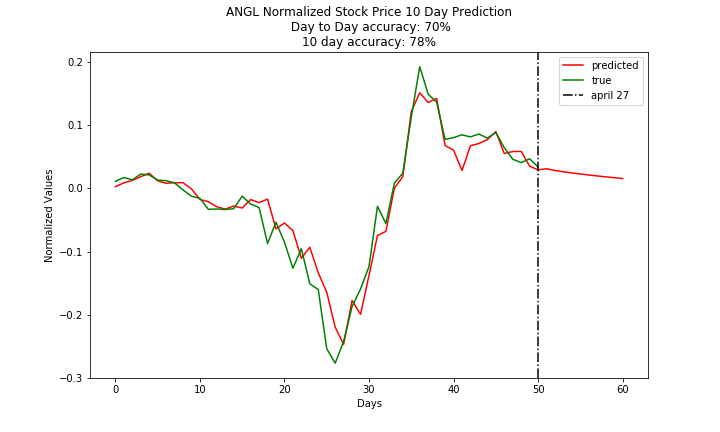 ANGL Normalized Stock Price 10 Day Prediction
Day to Day accuracy: 70%
10 day accuracy: 78%
predicted
true
april 27
0.2
0.1
0.0
−0.1
−0.2
−0.3
Normalized Values
0 10 20 30 40 50 60
Days